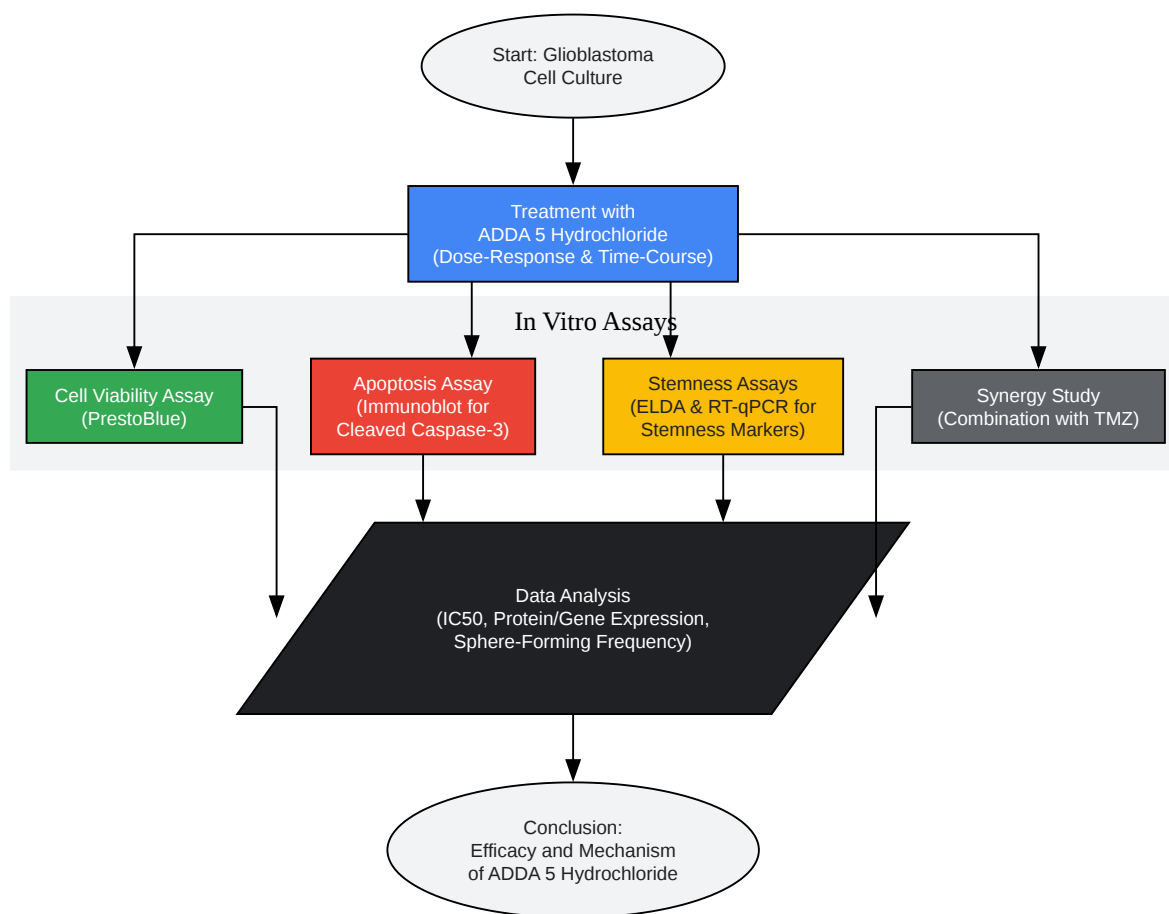 Start: Glioblastoma
Cell Culture
Treatment with
ADDA 5 Hydrochloride
(Dose-Response & Time-Course)
In Vitro Assays
Cell Viability Assay
(PrestoBlue)
Apoptosis Assay
(Immunoblot for
Cleaved Caspase-3)
Stemness Assays
(ELDA & RT-qPCR for
Stemness Markers)
Synergy Study
(Combination with TMZ)
Data Analysis
(IC50, Protein/Gene Expression,
Sphere-Forming Frequency)
Conclusion:
Efficacy and Mechanism
of ADDA 5 Hydrochloride